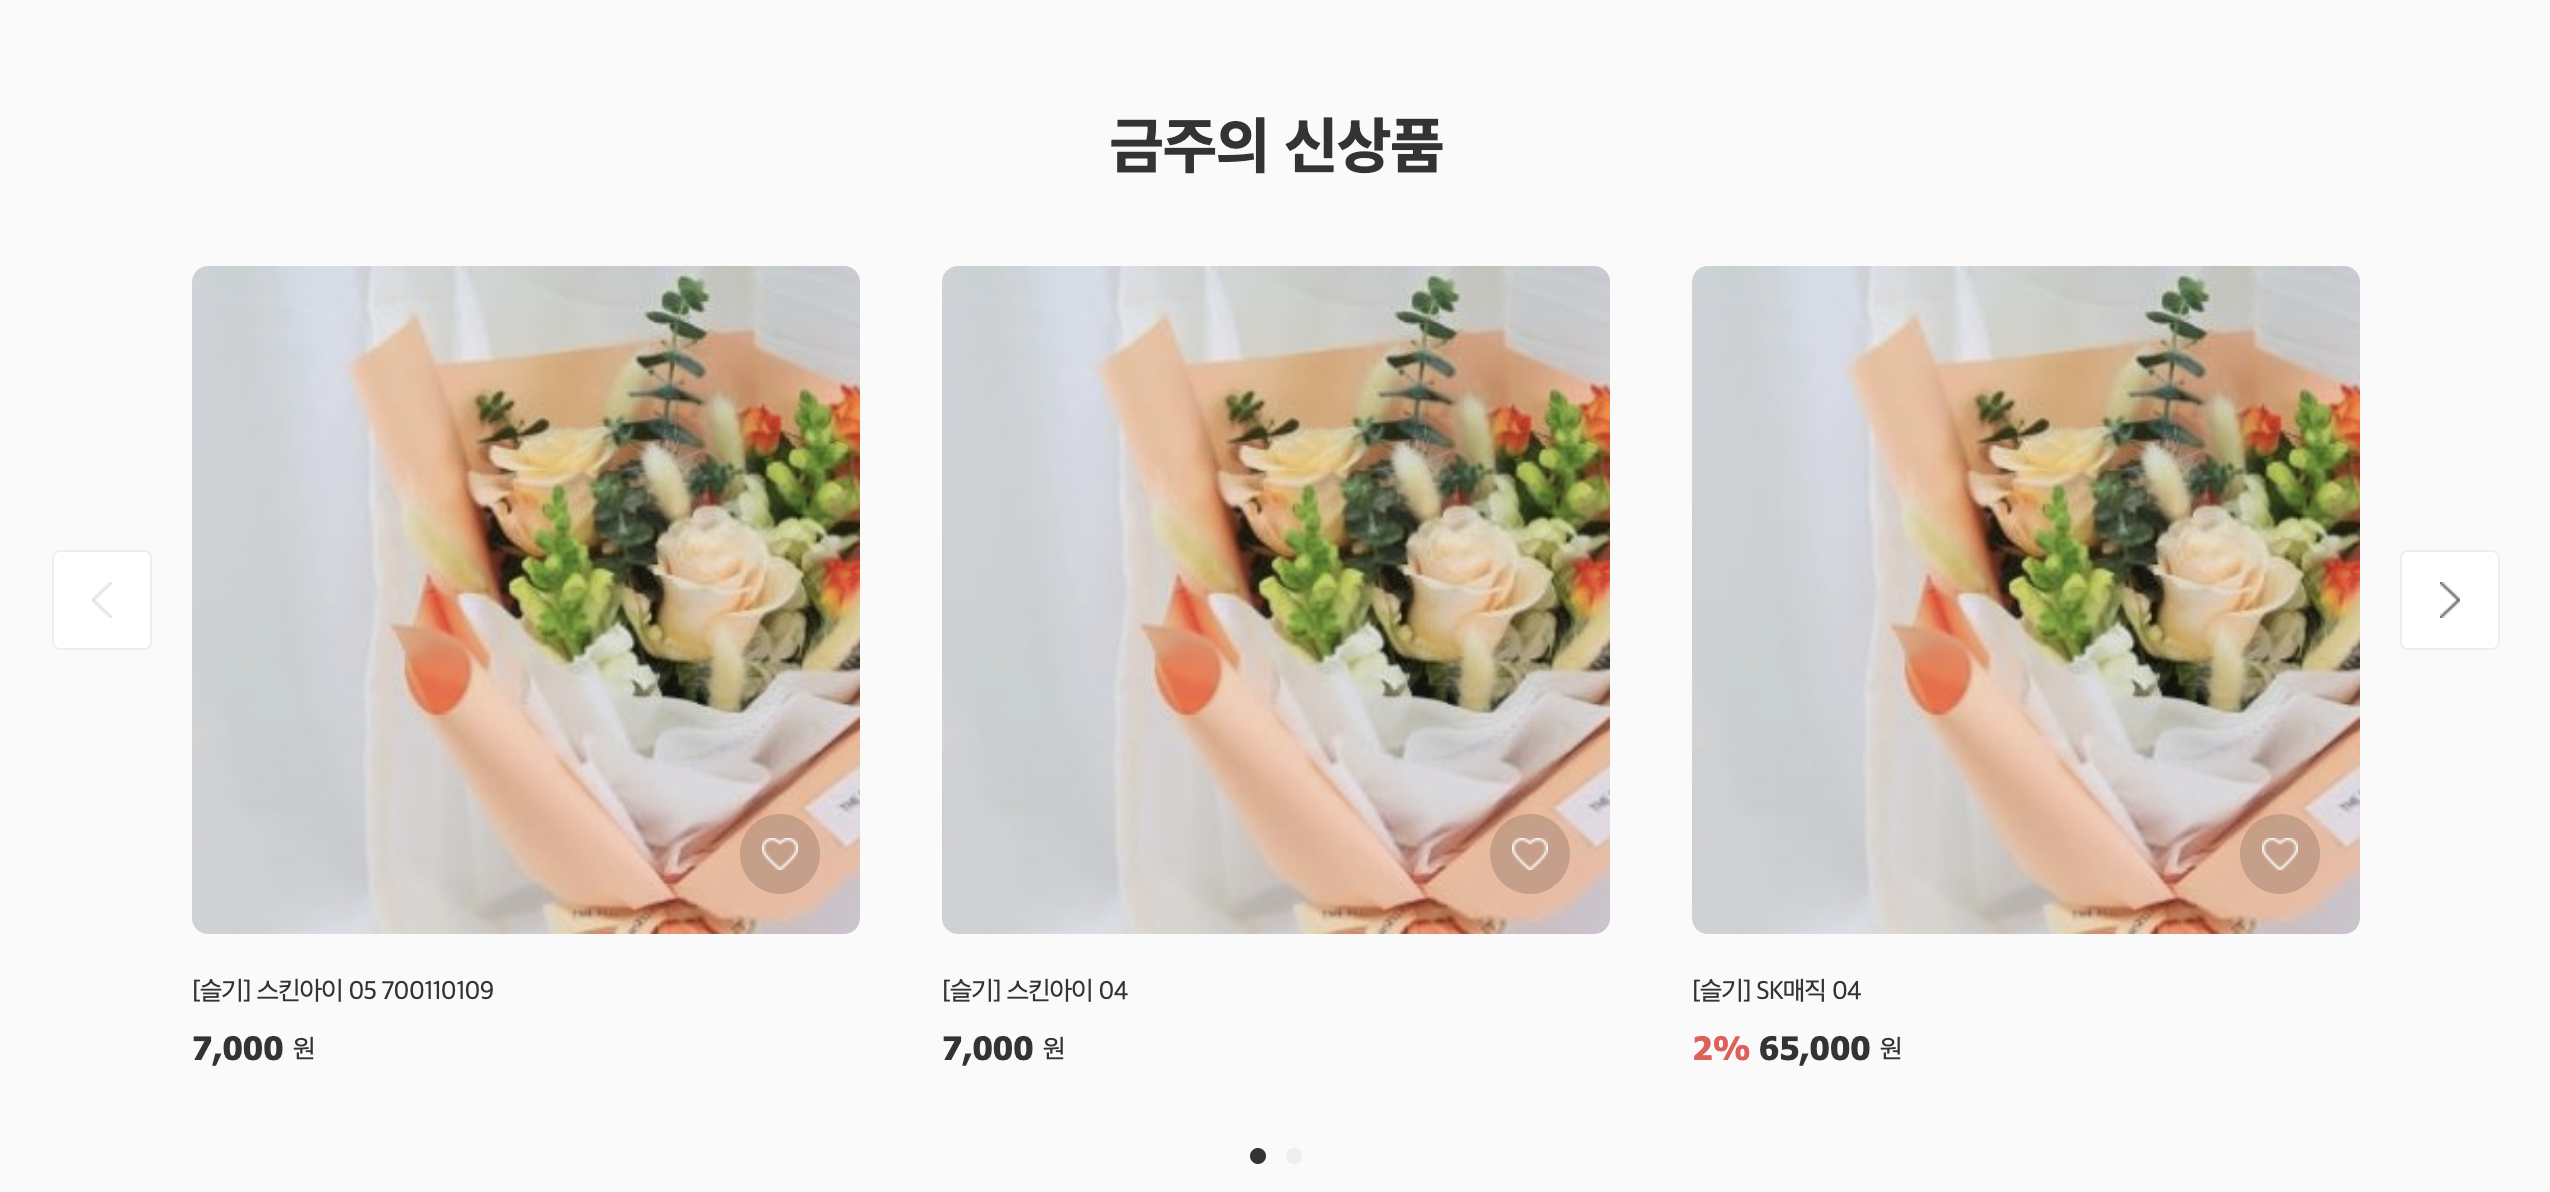 금주의 신상품
[슬기] 스킨아이 05 700110109
7,000 원
[슬기] 스킨아이 04
7,000 원
[슬기] SK매직 04
2% 65,000 원